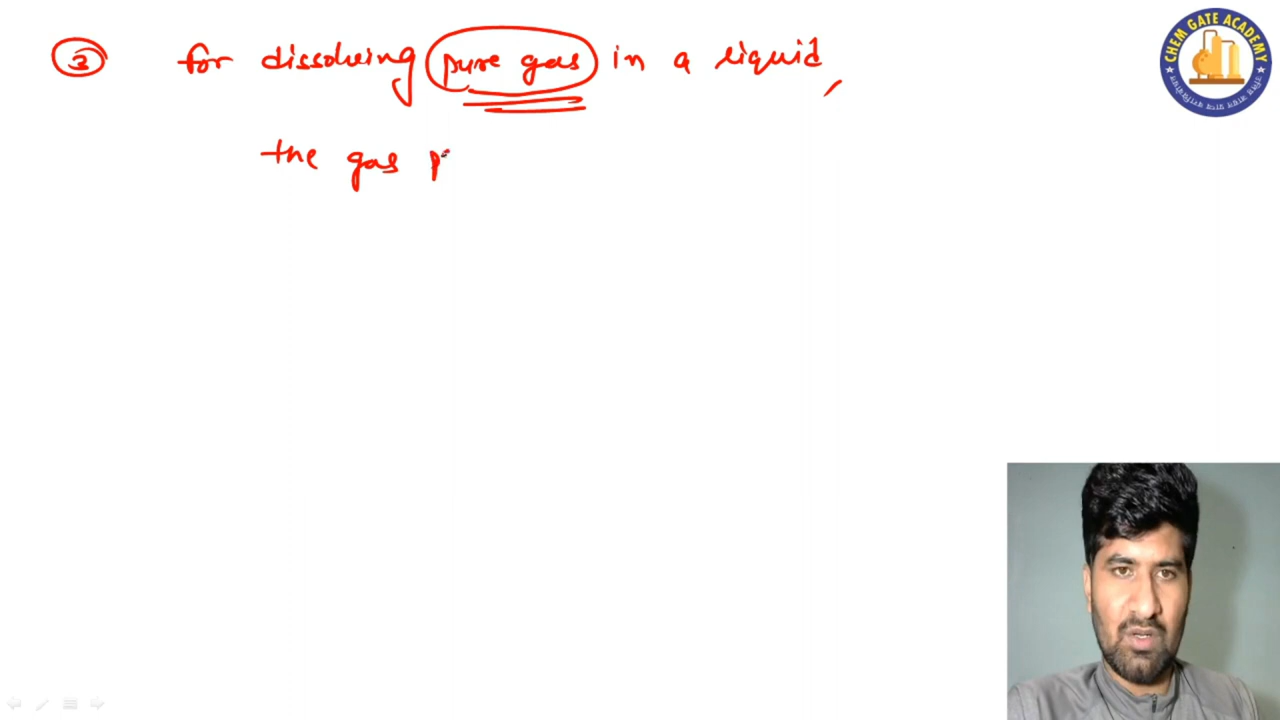 3 for dissolving pure gas in a liquid,
the gas p
CHEM GATE ACADEMY